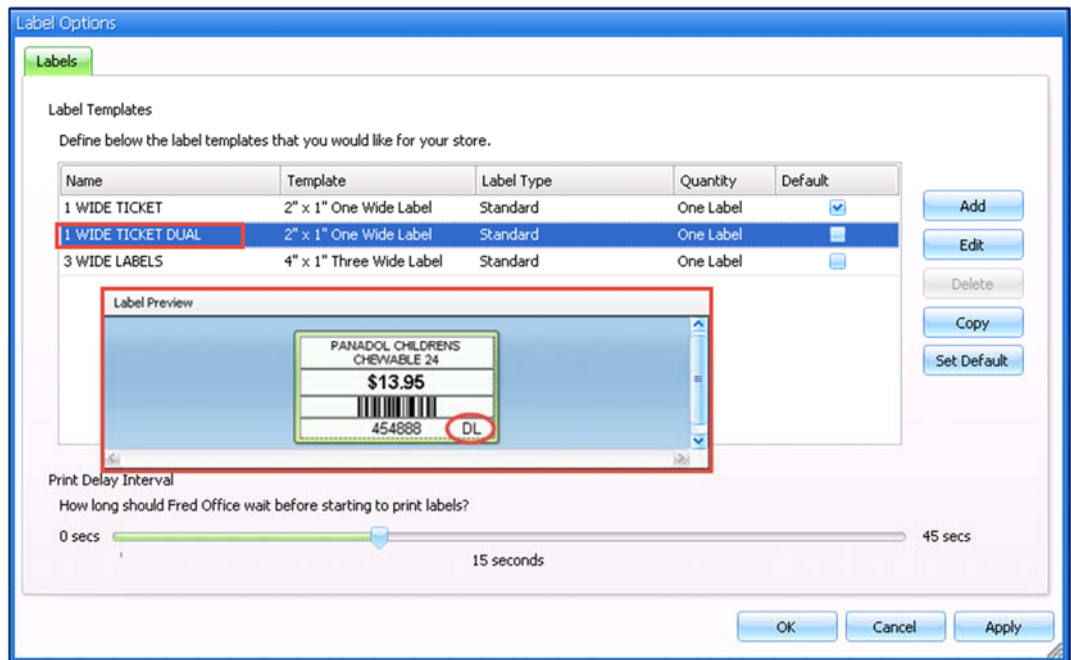 Label Options
Labels
Label Templates
Define below the label templates that you would like for your store.
Name Template Label Type Quantity Default
1 WIDE TICKET 2" x 1" One Wide Label Standard One Label
1 WIDE TICKET DUAL 2" x 1" One Wide Label Standard One Label
3 WIDE LABELS 4" x 1" Three Wide Label Standard One Label
Add
Edit
Delete
Copy
Set Default
Label Preview
PANADOL CHILDRENS
CHEWABLE 24
$13.95
454888 DL
Print Delay Interval
How long should Fred Office wait before starting to print labels?
0 secs 45 secs
15 seconds
OK Cancel Apply